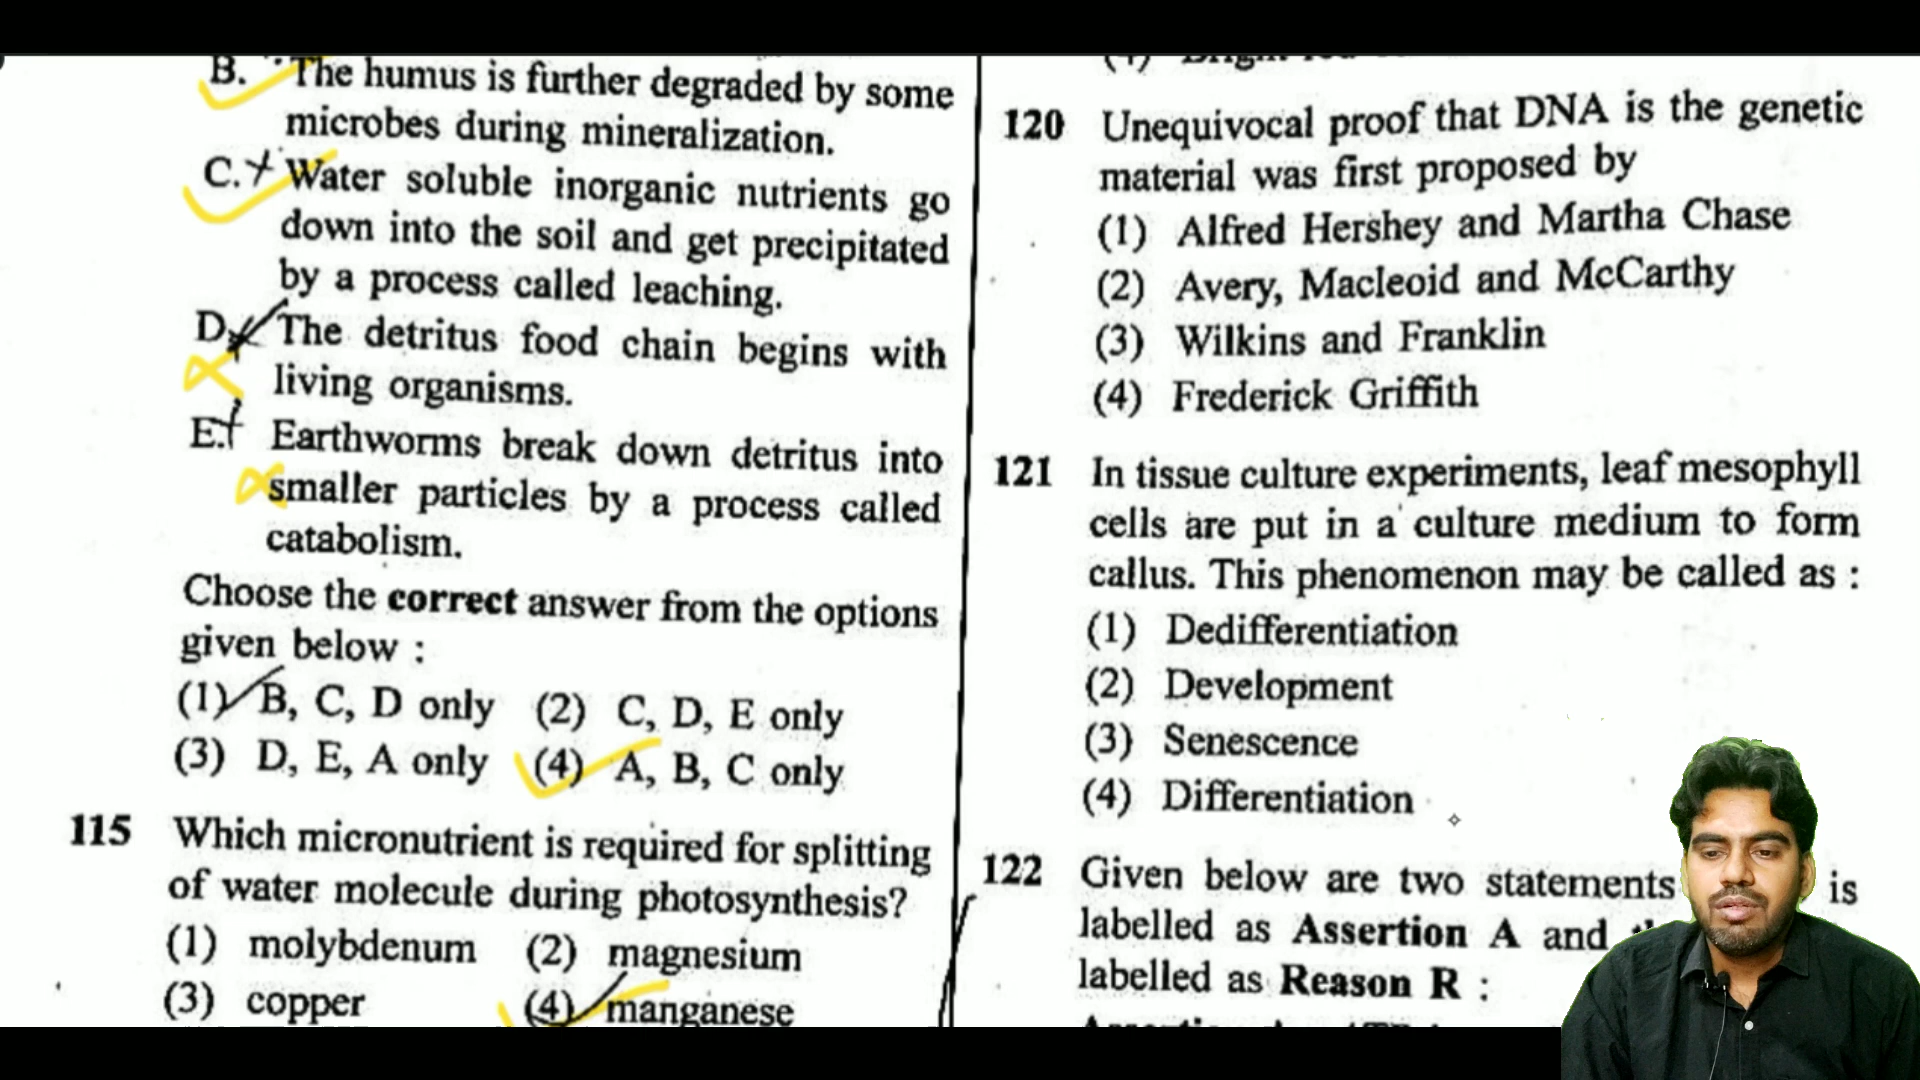 B. The humus is further degraded by some
microbes during mineralization.
C. Water soluble inorganic nutrients go
down into the soil and get precipitated
by a process called leaching.
D. The detritus food chain begins with
living organisms.
E. Earthworms break down detritus into
smaller particles by a process called
catabolism.
Choose the correct answer from the options
given below :
(1) B, C, D only (2) C, D, E only
(3) D, E, A only (4) A, B, C only
115 Which micronutrient is required for splitting
of water molecule during photosynthesis?
(1) molybdenum (2) magnesium
(3) copper (4) manganese
120 Unequivocal proof that DNA is the genetic
material was first proposed by
(1) Alfred Hershey and Martha Chase
(2) Avery, Macleoid and McCarthy
(3) Wilkins and Franklin
(4) Frederick Griffith
121 In tissue culture experiments, leaf mesophyll
cells are put in a culture medium to form
callus. This phenomenon may be called as :
(1) Dedifferentiation
(2) Development
(3) Senescence
(4) Differentiation
122 Given below are two statements is
labelled as Assertion A and
labelled as Reason R :